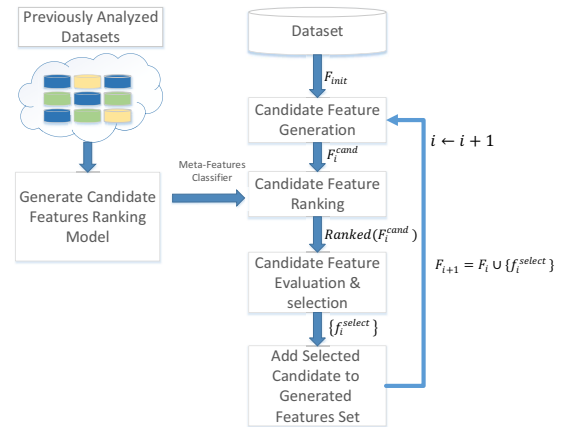 Previously Analyzed
Datasets
Generate Candidate
Features Ranking
Model
Meta-Features
Classifier
Dataset
F_{init}
Candidate Feature
Generation
F_i^{cand}
Candidate Feature
Ranking
Ranked(F_i^{cand})
Candidate Feature
Evaluation &
selection
{f_i^{select}}
Add Selected
Candidate to
Generated
Features Set
i ← i + 1
F_{i+1} = F_i ∪ {f_i^{select}}